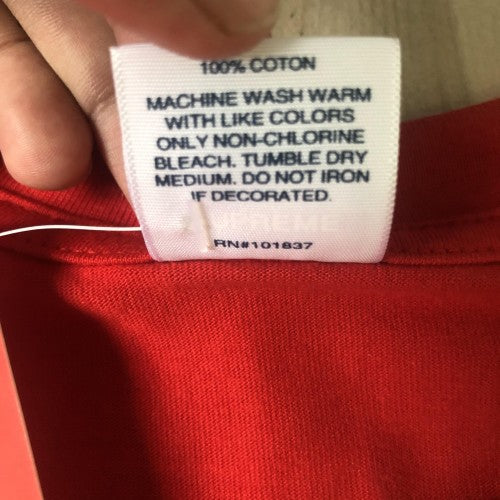 100% COTON
MACHINE WASH WARM
WITH LIKE COLORS
ONLY NON-CHLORINE
BLEACH. TUMBLE DRY
MEDIUM. DO NOT IRON
IF DECORATED.
RN#101837